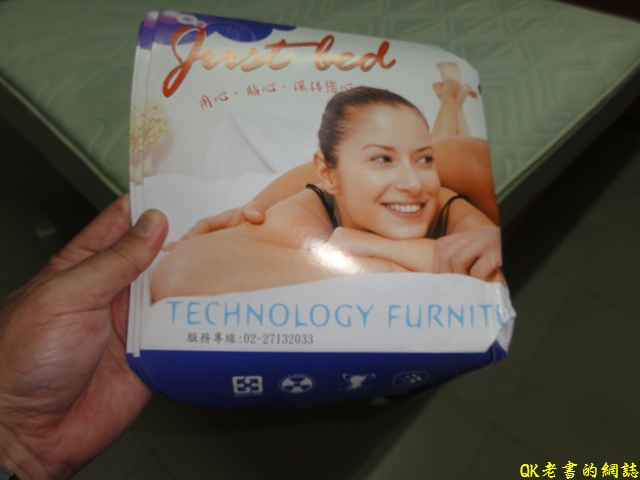 Just bed
用心．貼心．深得您心
TECHNOLOGY FURNITU
服務專線:02-27132033
QK老書的網誌